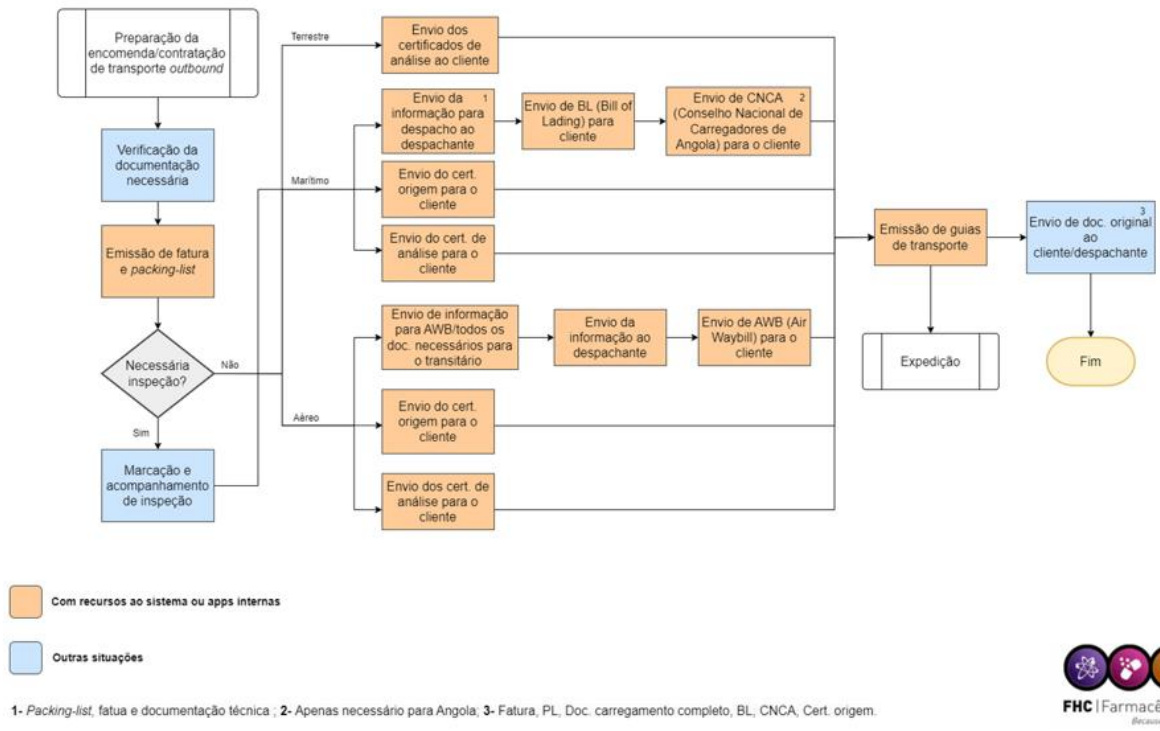 Preparação da
encomenda/contratação
de transporte outbound
Verificação da
documentação
necessária
Emissão de fatura
e packing-list
Necessária
inspeção?
Não
Sim
Marcação e
acompanhamento
de inspeção
Terrestre
Envio dos
certificados de
análise ao cliente
Marítimo
Envio da 1
informação para
despacho ao
despachante
Envio de BL (Bill of
Lading) para
cliente
Envio de CNCA 2
(Conselho Nacional de
Carregadores de
Angola) para o cliente
Envio do cert.
origem para o
cliente
Envio do cert. de
análise para o
cliente
Aéreo
Envio de informação
para AWB/todos os
doc. necessários para
o transitário
Envio da
informação ao
despachante
Envio de AWB (Air
Waybill) para o
cliente
Envio do cert.
origem para o
cliente
Envio dos cert. de
análise para o
cliente
Emissão de guias
de transporte
3
Envio de doc. original
ao
cliente/despachante
Expedição
Fim
Com recursos ao sistema ou apps internas
Outras situações
1- Packing-list, fatua e documentação técnica ; 2- Apenas necessário para Angola; 3- Fatura, PL, Doc. carregamento completo, BL, CNCA, Cert. origem.
FHC | Farmacê
Because